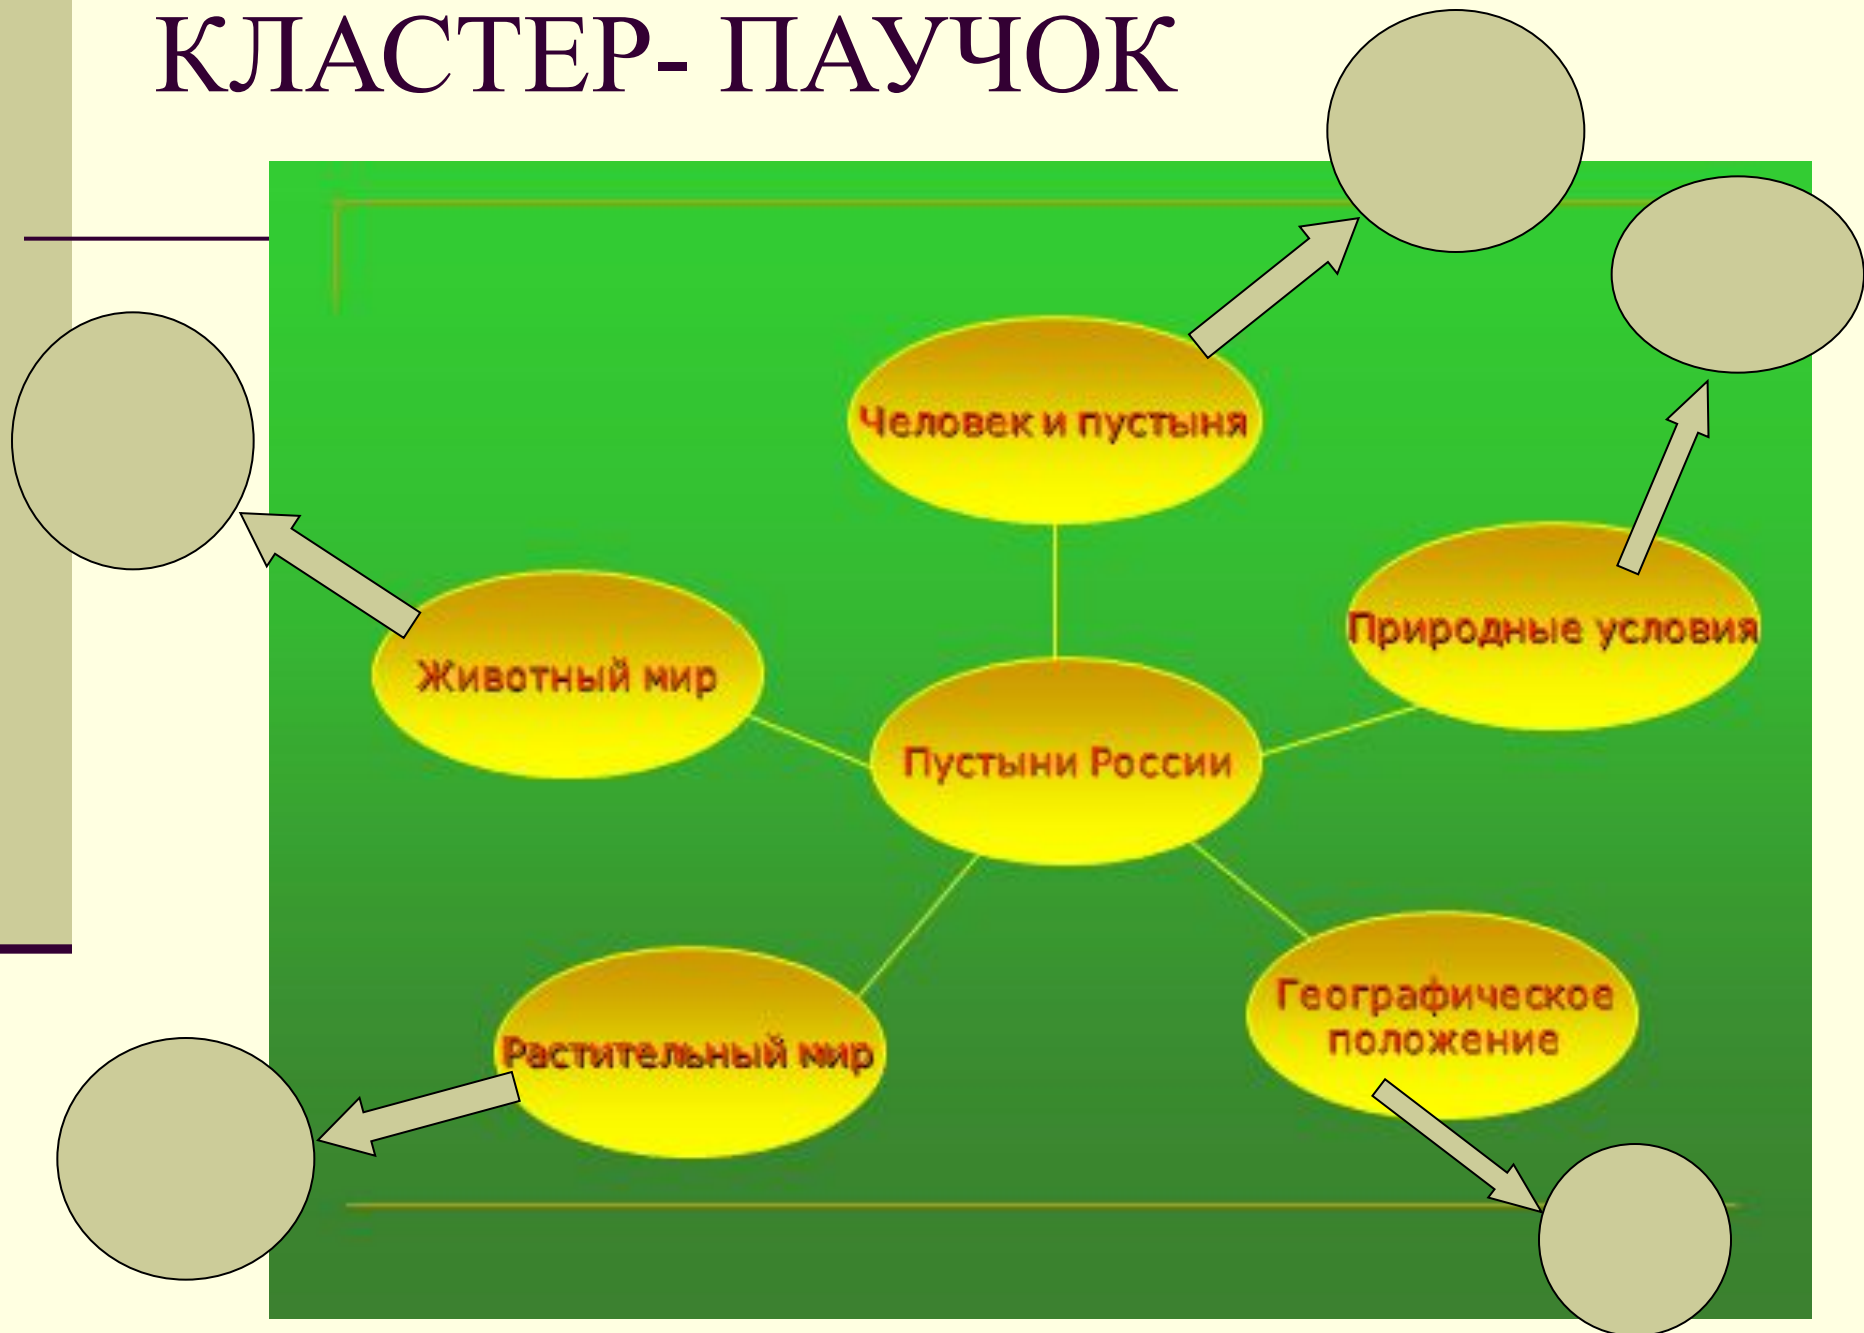 КЛАСТЕР- ПАУЧОК
Человек и пустыня
Природные условия
Животный мир
Пустыни России
Географическое
положение
Растительный мир